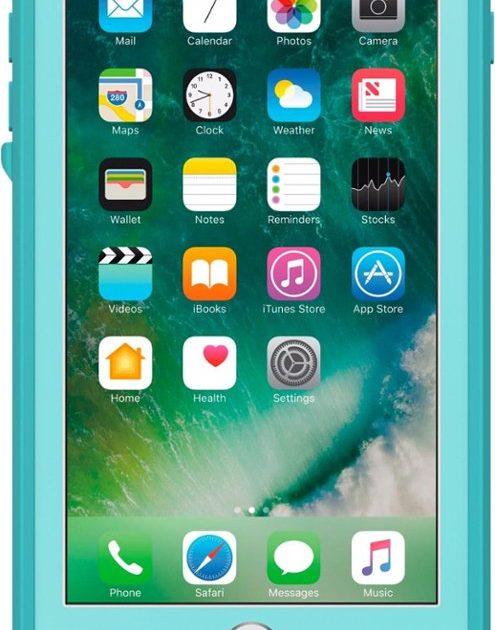 Mail Calendar Photos Camera
280
12
Maps Clock Weather News
Wallet Notes Reminders Stocks
Videos iBooks iTunes Store App Store
Home Health Settings
Phone Safari Messages Music